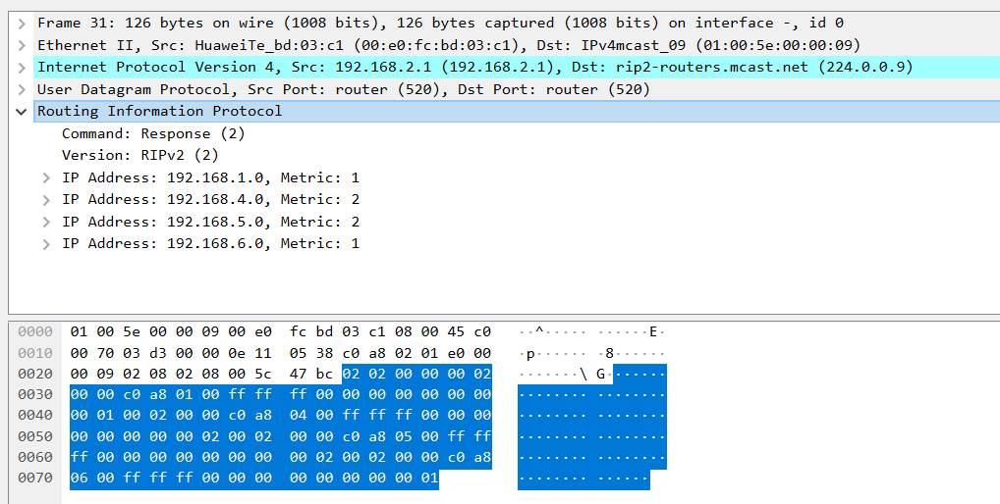 Frame 31: 126 bytes on wire (1008 bits), 126 bytes captured (1008 bits) on interface -, id 0
Ethernet II, Src: HuaweiTe_bd:03:c1 (00:e0:fc:bd:03:c1), Dst: IPv4mcast_09 (01:00:5e:00:00:09)
Internet Protocol Version 4, Src: 192.168.2.1 (192.168.2.1), Dst: rip2-routers.mcast.net (224.0.0.9)
User Datagram Protocol, Src Port: router (520), Dst Port: router (520)
Routing Information Protocol
Command: Response (2)
Version: RIPv2 (2)
IP Address: 192.168.1.0, Metric: 1
IP Address: 192.168.4.0, Metric: 2
IP Address: 192.168.5.0, Metric: 2
IP Address: 192.168.6.0, Metric: 1
0000 01 00 5e 00 00 09 00 e0 fc bd 03 c1 08 00 45 c0 ··^····· ······E·
0010 00 70 03 d3 00 00 0e 11 05 38 c0 a8 02 01 e0 00 ·p······ ·8······
0020 00 09 02 08 02 08 00 5c 47 bc 02 02 00 00 00 02 ·······\ G·······
0030 00 00 c0 a8 01 00 ff ff ff 00 00 00 00 00 00 00 ········ ········
0040 00 01 00 02 00 00 c0 a8 04 00 ff ff ff 00 00 00 ········ ········
0050 00 00 00 00 00 02 00 02 00 00 c0 a8 05 00 ff ff ········ ········
0060 ff 00 00 00 00 00 00 00 00 02 00 02 00 00 c0 a8 ········ ········
0070 06 00 ff ff ff 00 00 00 00 00 00 00 00 01 ········ ······